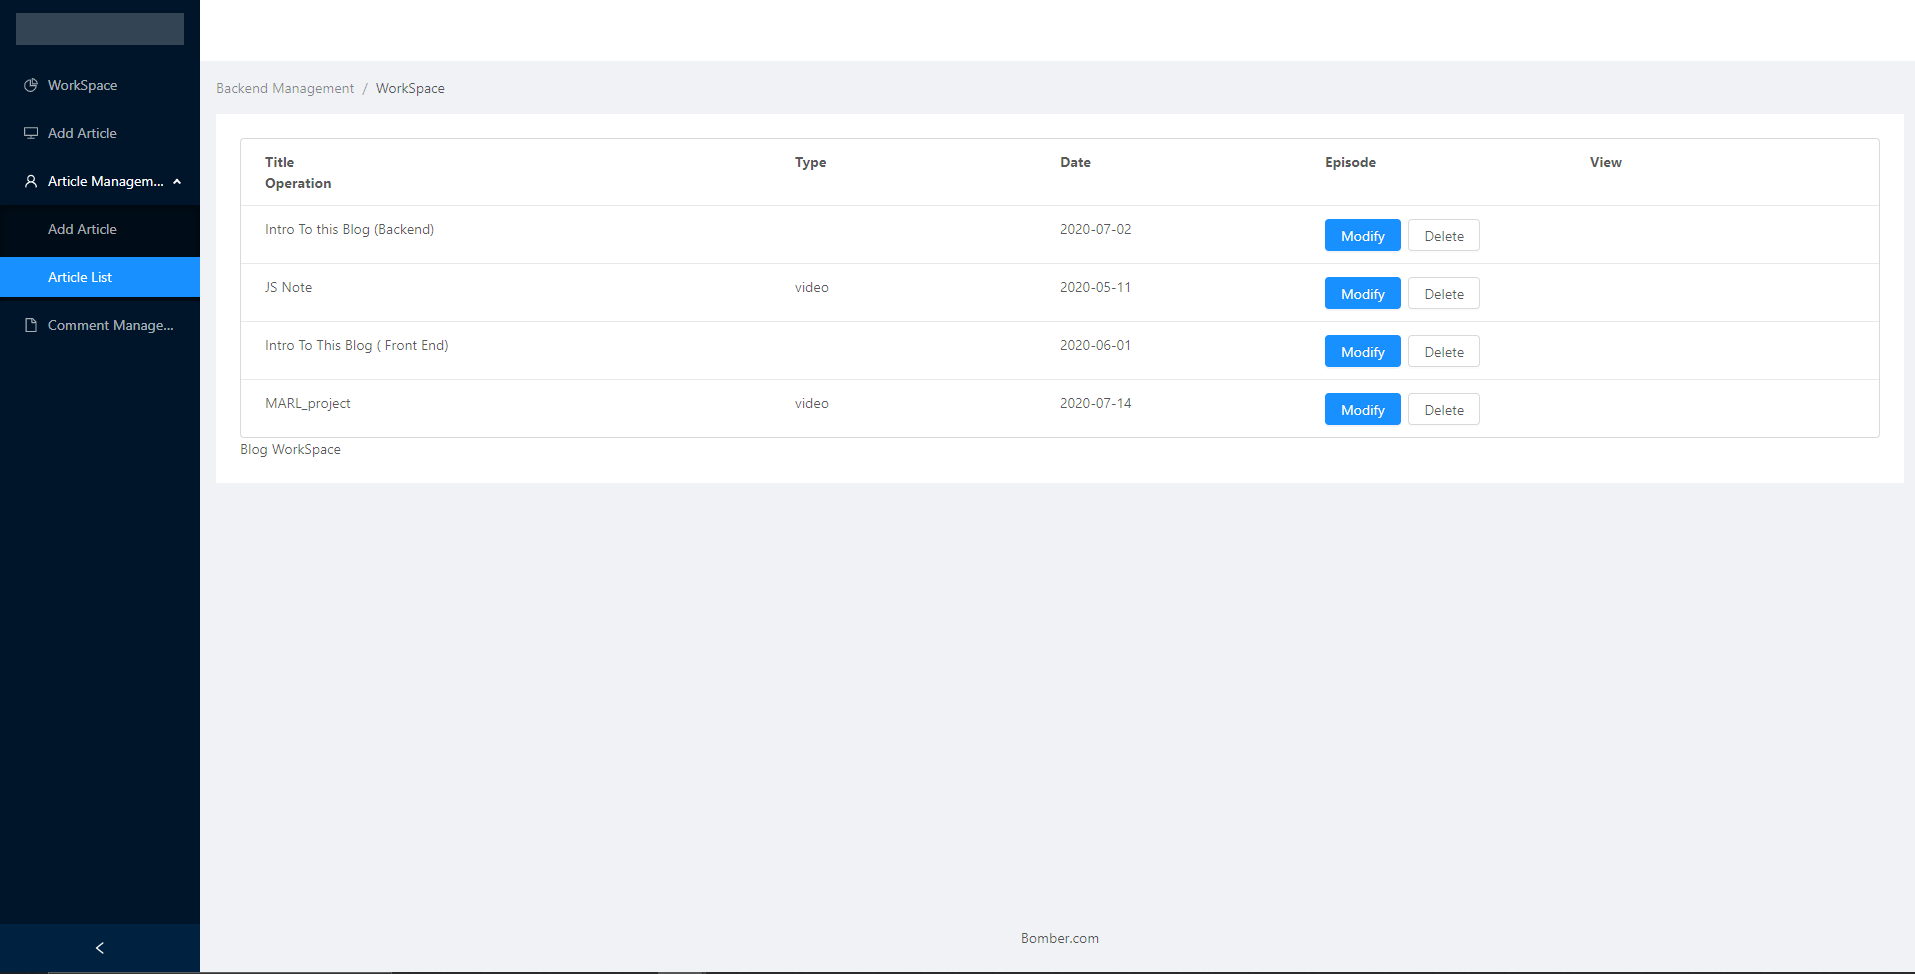 WorkSpace
Add Article
Article Managem...
Add Article
Article List
Comment Manage...
Backend Management / WorkSpace
Title Type Date Episode View
Operation
Intro To this Blog (Backend) 2020-07-02 Modify Delete
JS Note video 2020-05-11 Modify Delete
Intro To This Blog ( Front End) 2020-06-01 Modify Delete
MARL_project video 2020-07-14 Modify Delete
Blog WorkSpace
Bomber.com